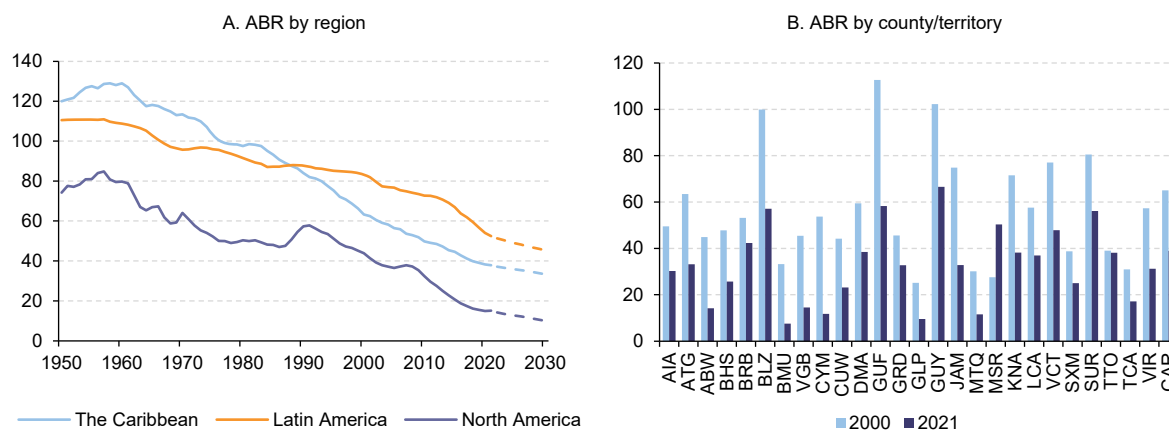 A. ABR by region
140
120
100
80
60
40
20
0
1950 1960 1970 1980 1990 2000 2010 2020 2030
The Caribbean Latin America North America
B. ABR by county/territory
120
100
80
60
40
20
0
AIA
ATG
ABW
BHS
BRB
BLZ
BMU
VGB
CYM
CUW
DMA
GUF
GRD
GLP
GUY
JAM
MTQ
MSR
KNA
LCA
VCT
SXM
SUR
TTO
TCA
VIR
CAR
2000 2021